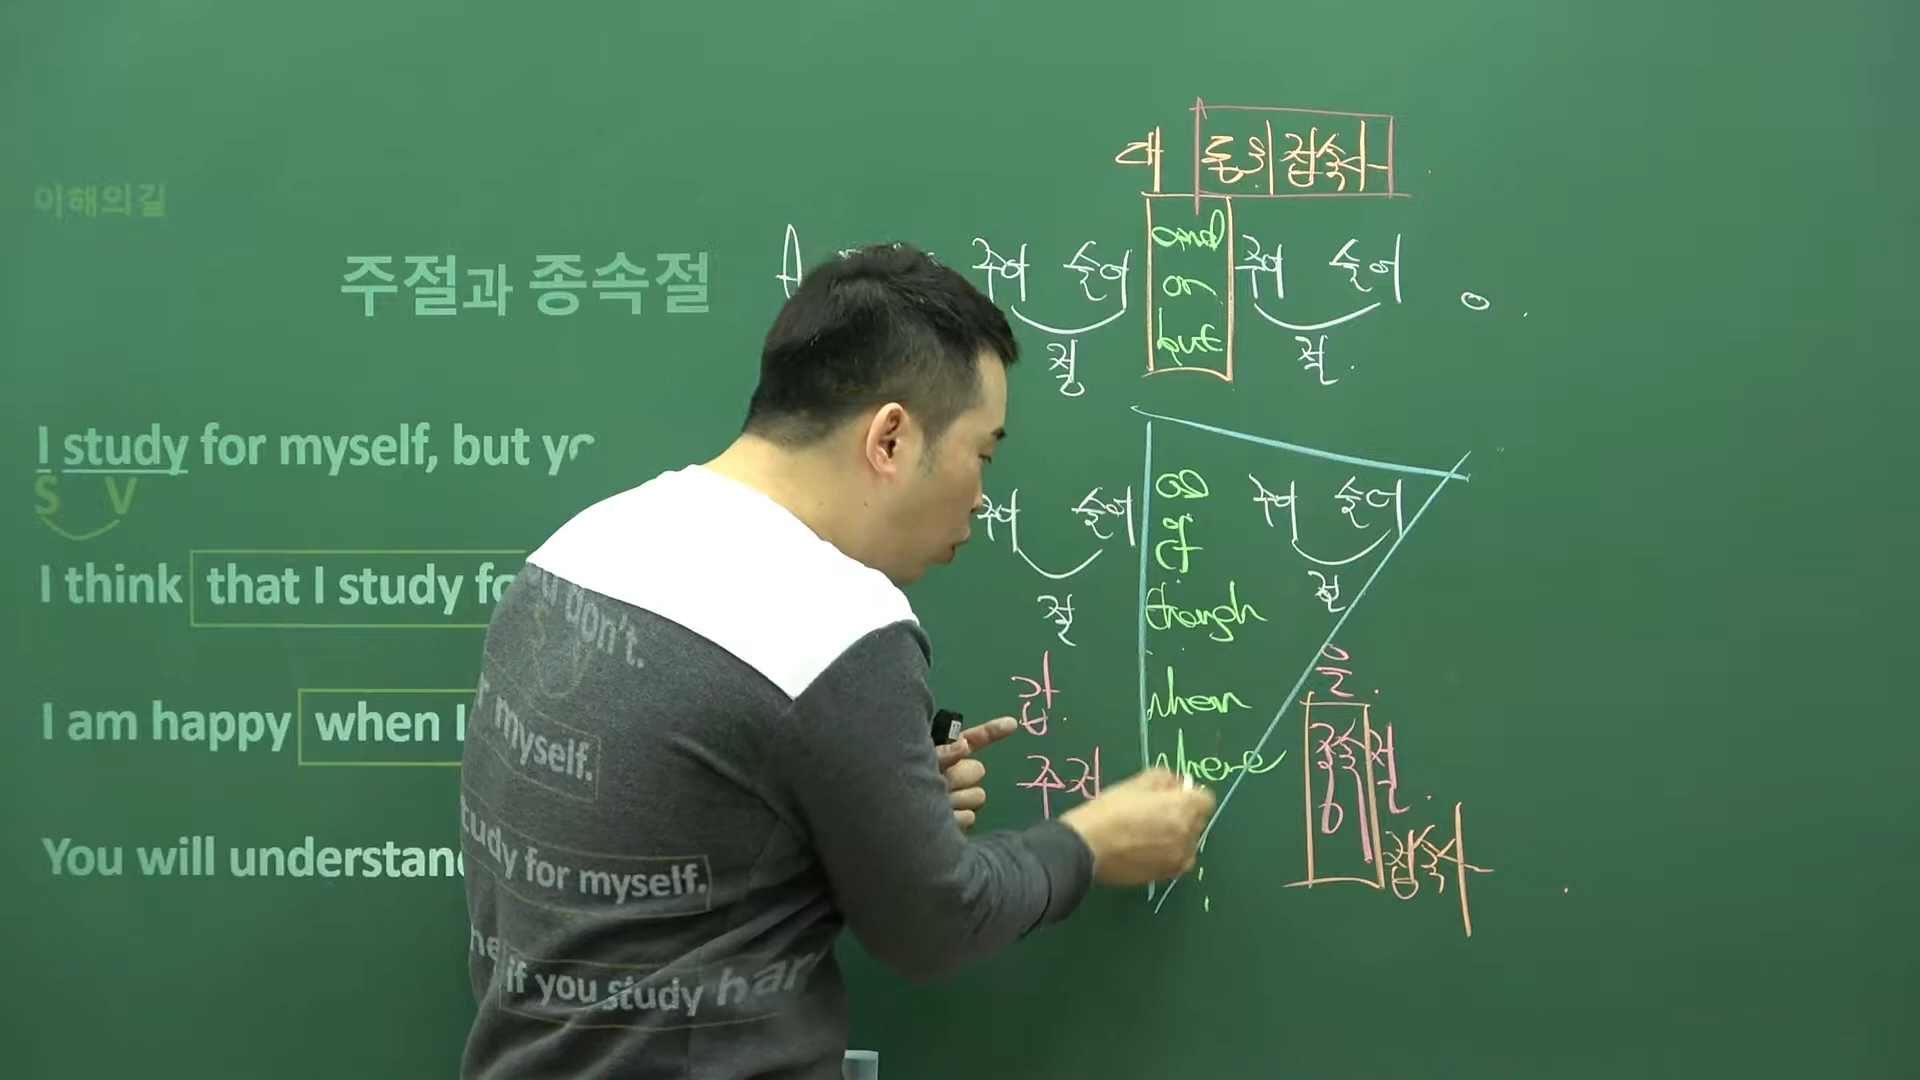 이해의길
주절과 종속절
I study for myself, but yo
S V
I think that I study fo
I am happy when I
You will understand
ou don't.
S V
r myself.
tudy for myself.
he if you study har
대 등위 접속사
A
주어 술어 and 주어 술어
or
but
절 절.
주어 술어 as 주어 술어
if
절 though 절
갑. when 을.
주절 where 종속절.
접속사